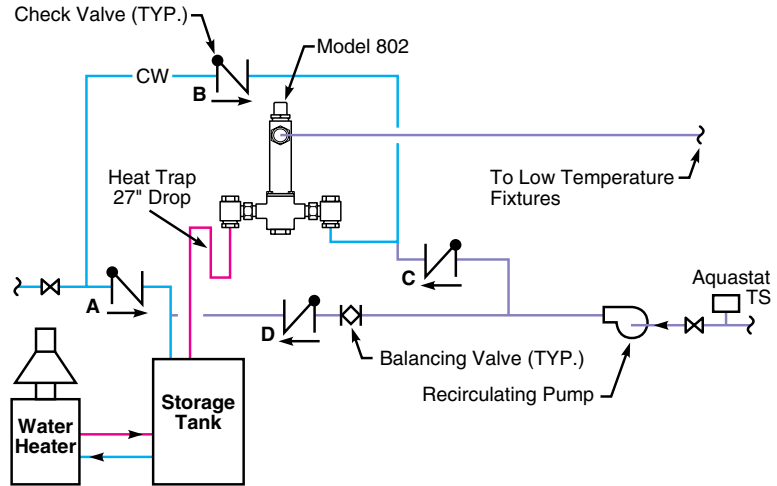 Check Valve (TYP.)
Model 802
CW
B
Heat Trap
27" Drop
To Low Temperature
Fixtures
C
Aquastat
TS
A
D
Balancing Valve (TYP.)
Recirculating Pump
Storage
Tank
Water
Heater